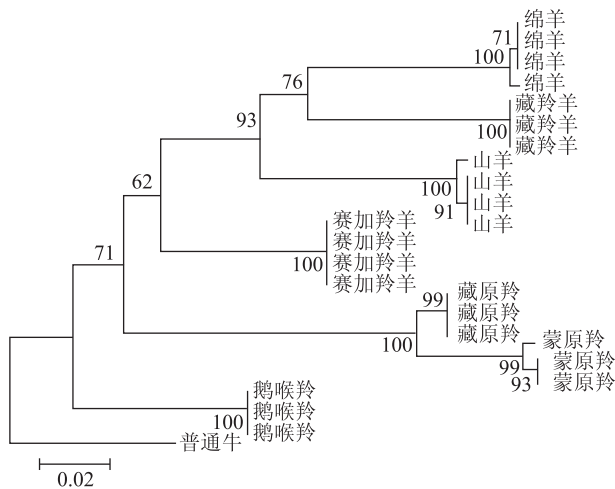 绵羊
71
绵羊
100
绵羊
绵羊
76
藏羚羊
藏羚羊
100
藏羚羊
93
山羊
100
山羊
山羊
91
山羊
62
赛加羚羊
赛加羚羊
100
赛加羚羊
赛加羚羊
71
99
藏原羚
藏原羚
藏原羚
100
蒙原羚
99
蒙原羚
93
蒙原羚
鹅喉羚
鹅喉羚
100
鹅喉羚
普通牛
0.02